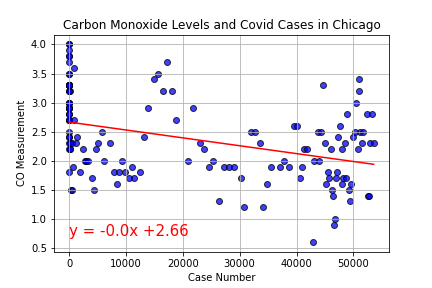 Carbon Monoxide Levels and Covid Cases in Chicago
4.0
3.5
3.0
2.5
2.0
1.5
1.0
0.5
CO Measurement
y = -0.0x +2.66
0 10000 20000 30000 40000 50000
Case Number